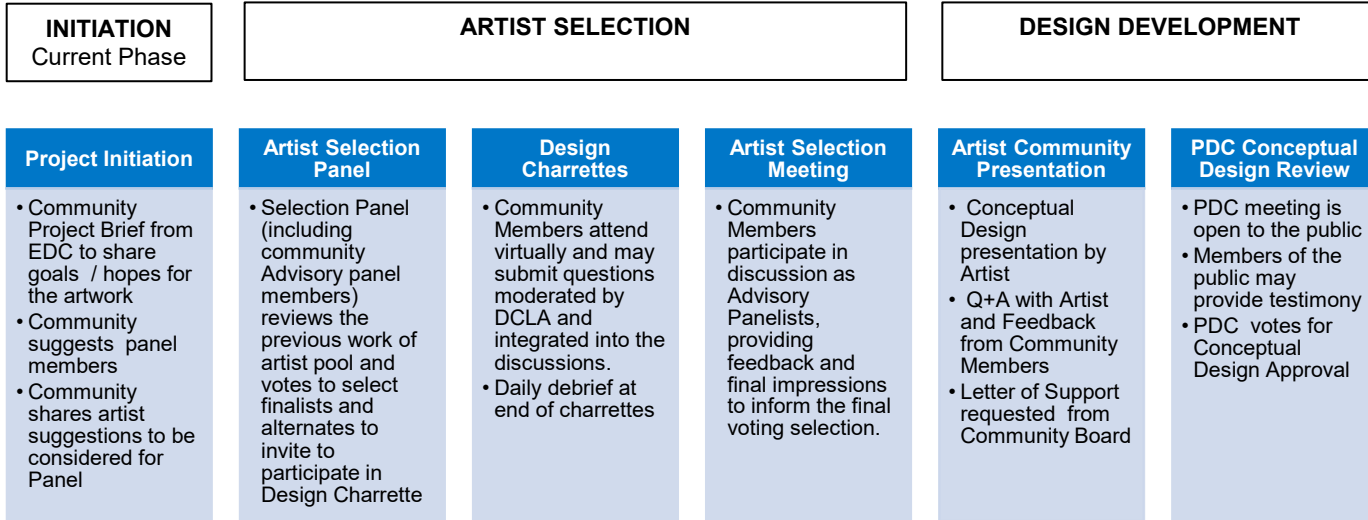 INITIATION
Current Phase
ARTIST SELECTION
DESIGN DEVELOPMENT
Project Initiation
• Community
Project Brief from
EDC to share
goals / hopes for
the artwork
• Community
suggests panel
members
• Community
shares artist
suggestions to be
considered for
Panel
Artist Selection
Panel
• Selection Panel
(including
community
Advisory panel
members)
reviews the
previous work of
artist pool and
votes to select
finalists and
alternates to
invite to
participate in
Design Charrette
Design
Charrettes
• Community
Members attend
virtually and may
submit questions
moderated by
DCLA and
integrated into the
discussions.
• Daily debrief at
end of charrettes
Artist Selection
Meeting
• Community
Members
participate in
discussion as
Advisory
Panelists,
providing
feedback and
final impressions
to inform the final
voting selection.
Artist Community
Presentation
• Conceptual
Design
presentation by
Artist
• Q+A with Artist
and Feedback
from Community
Members
• Letter of Support
requested from
Community Board
PDC Conceptual
Design Review
• PDC meeting is
open to the public
• Members of the
public may
provide testimony
• PDC votes for
Conceptual
Design Approval